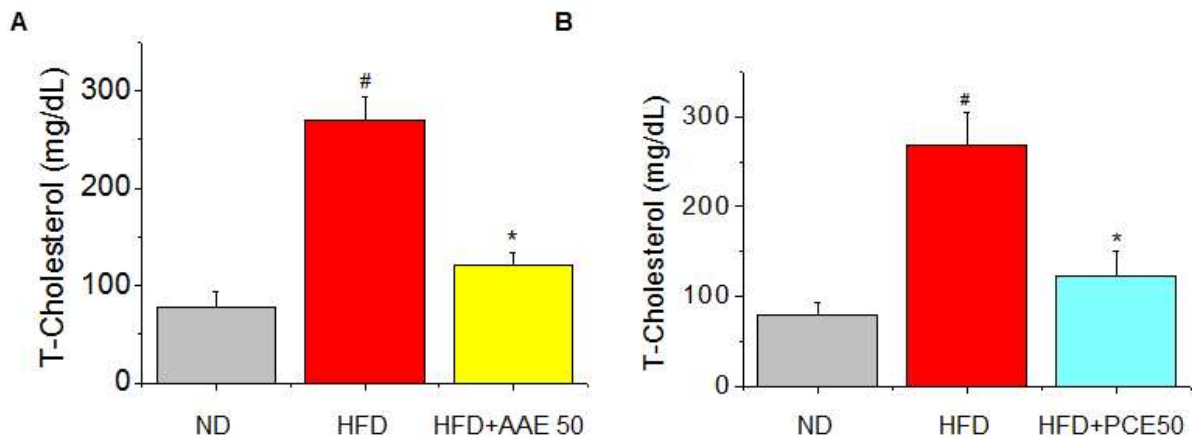 A
T-Cholesterol (mg/dL)
300
200
100
0
#
*
ND HFD HFD+AAE 50
B
T-Cholesterol (mg/dL)
300
200
100
0
#
*
ND HFD HFD+PCE50